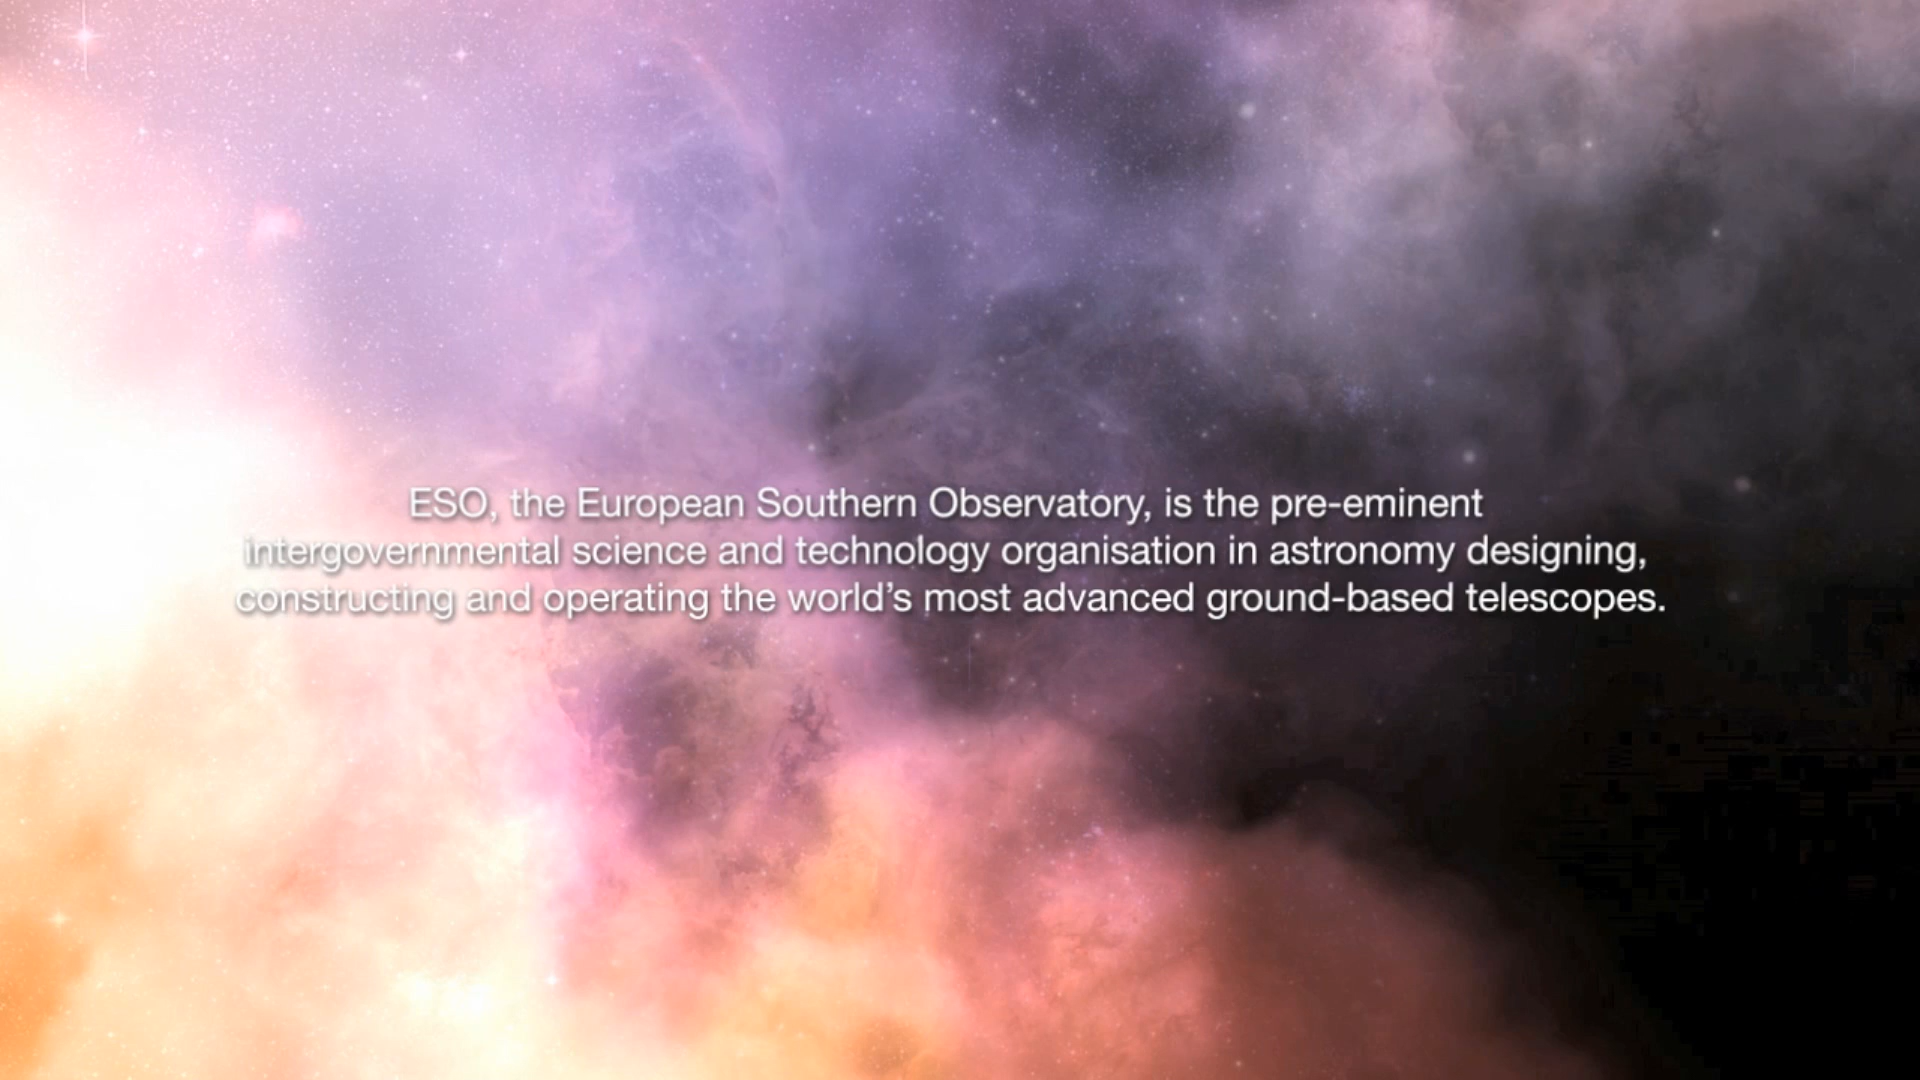 ESO, the European Southern Observatory, is the pre-eminent
intergovernmental science and technology organisation in astronomy designing,
constructing and operating the world’s most advanced ground-based telescopes.